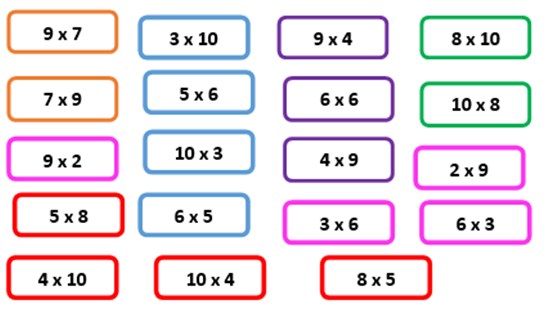 9 x 7 3 x 10 9 x 4 8 x 10
7 x 9 5 x 6 6 x 6 10 x 8
9 x 2 10 x 3 4 x 9 2 x 9
5 x 8 6 x 5 3 x 6 6 x 3
4 x 10 10 x 4 8 x 5